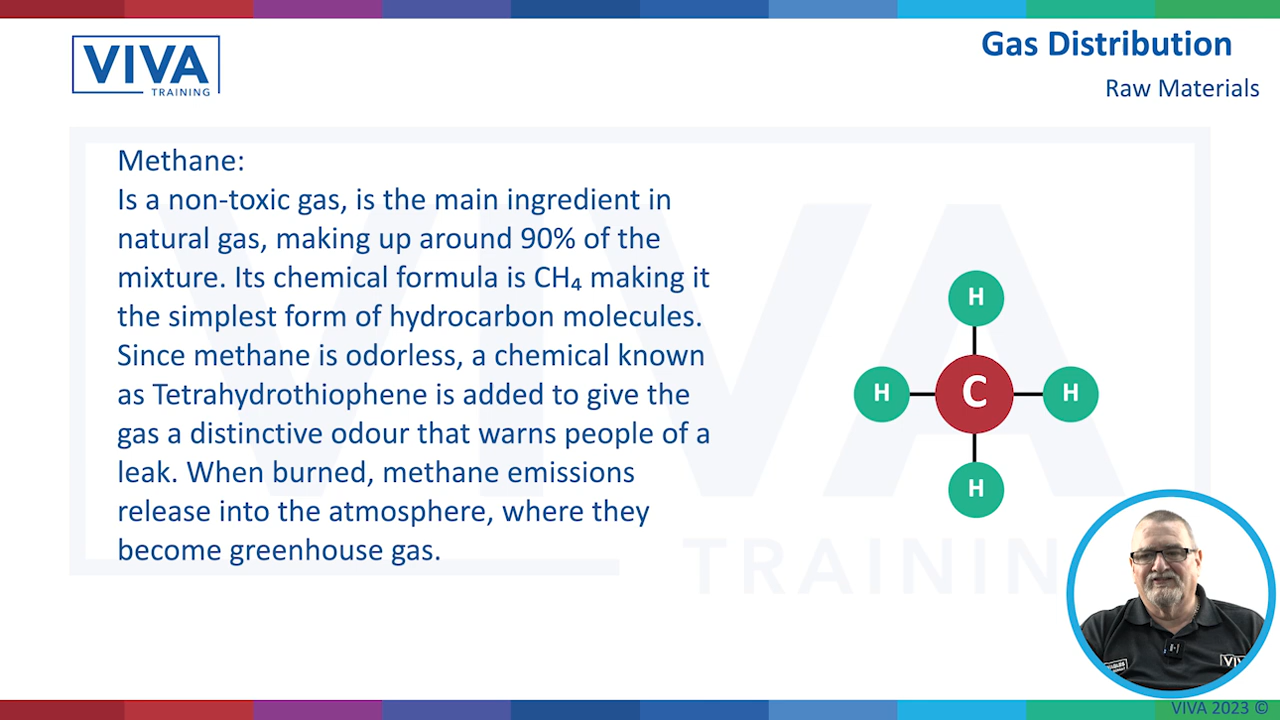 VIVA
TRAINING
Gas Distribution
Raw Materials
Methane:
Is a non-toxic gas, is the main ingredient in
natural gas, making up around 90% of the
mixture. Its chemical formula is CH₄ making it
the simplest form of hydrocarbon molecules.
Since methane is odorless, a chemical known
as Tetrahydrothiophene is added to give the
gas a distinctive odour that warns people of a
leak. When burned, methane emissions
release into the atmosphere, where they
become greenhouse gas.
H
H
C
H
H
VIVA
TRAININ
VIVA 2023 ©